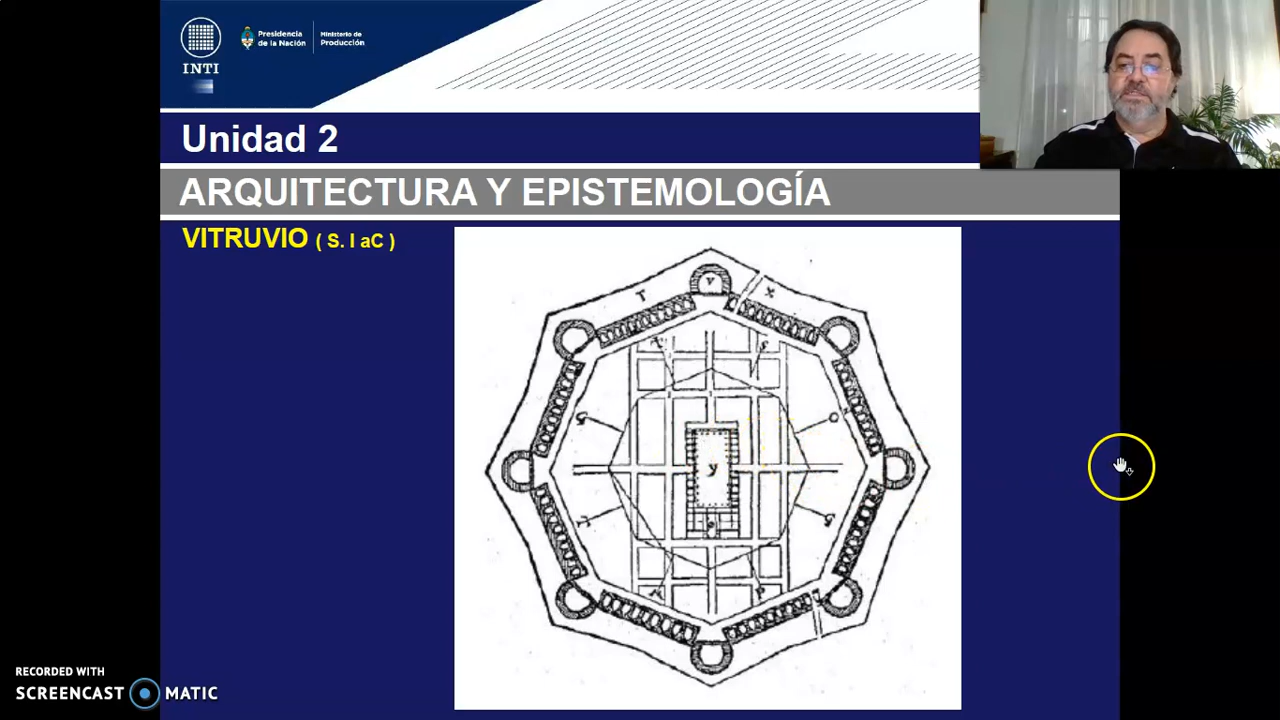 INTI
Presidencia
de la Nación
Ministerio de
Producción
Unidad 2
ARQUITECTURA Y EPISTEMOLOGÍA
VITRUVIO ( S. I aC )
V
T
X
y
RECORDED WITH
SCREENCAST MATIC